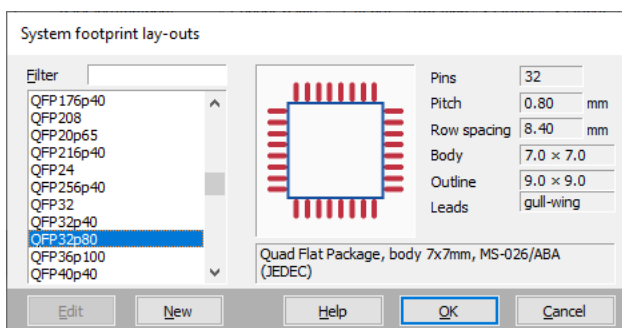 System footprint lay-outs
Filter
QFP176p40
QFP208
QFP20p65
QFP216p40
QFP24
QFP256p40
QFP32
QFP32p40
QFP32p80
QFP36p100
QFP40p40
Pins 32
Pitch 0.80 mm
Row spacing 8.40 mm
Body 7.0 × 7.0
Outline 9.0 × 9.0
Leads gull-wing
Quad Flat Package, body 7x7mm, MS-026/ABA
(JEDEC)
Edit New Help OK Cancel